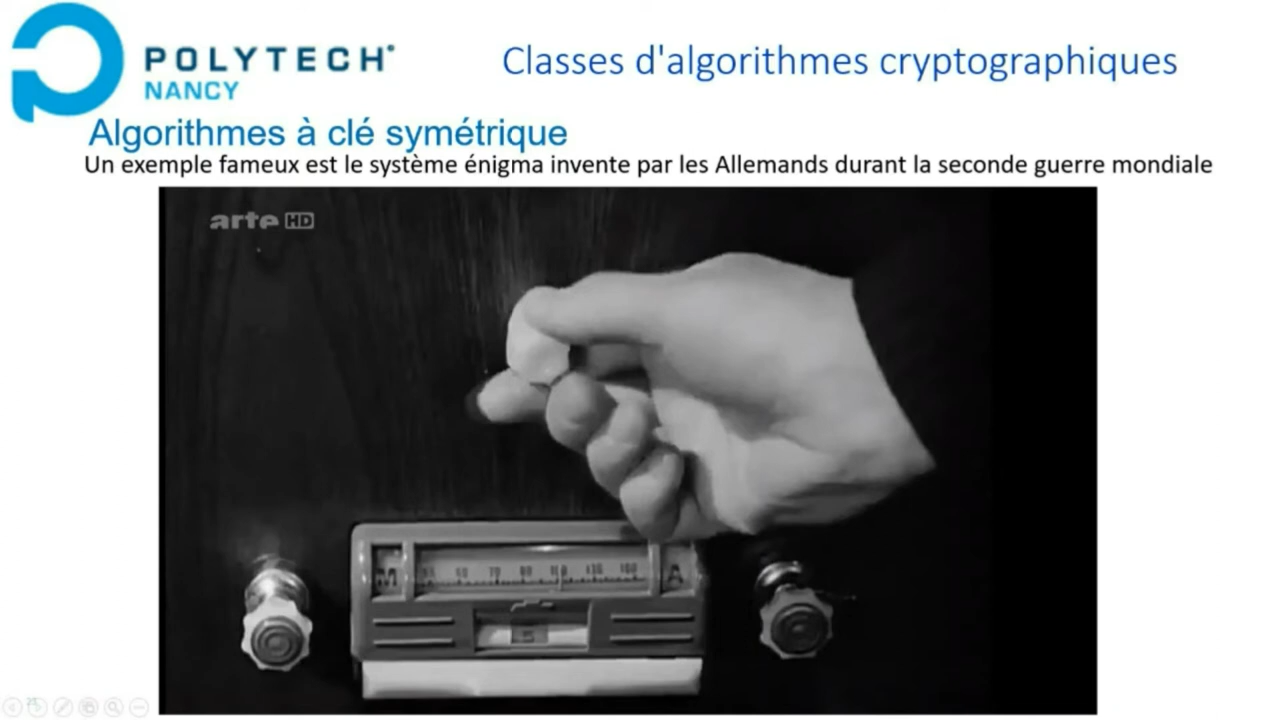 POLYTECH
NANCY
Classes d'algorithmes cryptographiques
Algorithmes à clé symétrique
Un exemple fameux est le système énigma invente par les Allemands durant la seconde guerre mondiale
arte HD
M
A
5